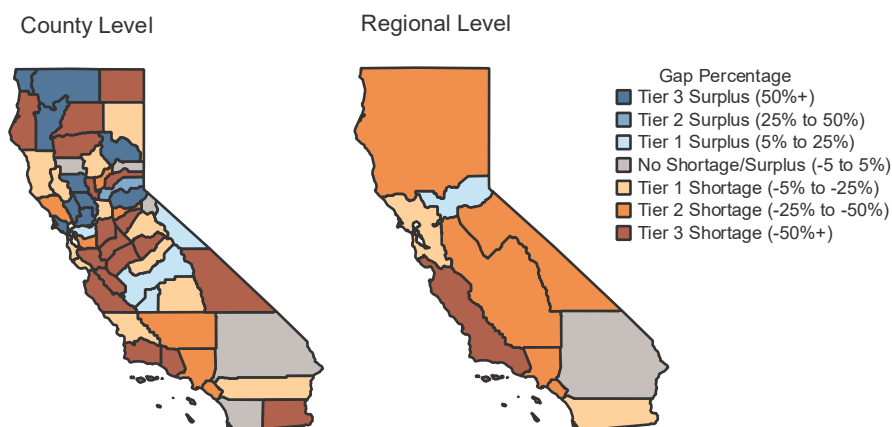 County Level
Regional Level
Gap Percentage
Tier 3 Surplus (50%+)
Tier 2 Surplus (25% to 50%)
Tier 1 Surplus (5% to 25%)
No Shortage/Surplus (-5 to 5%)
Tier 1 Shortage (-5% to -25%)
Tier 2 Shortage (-25% to -50%)
Tier 3 Shortage (-50%+)